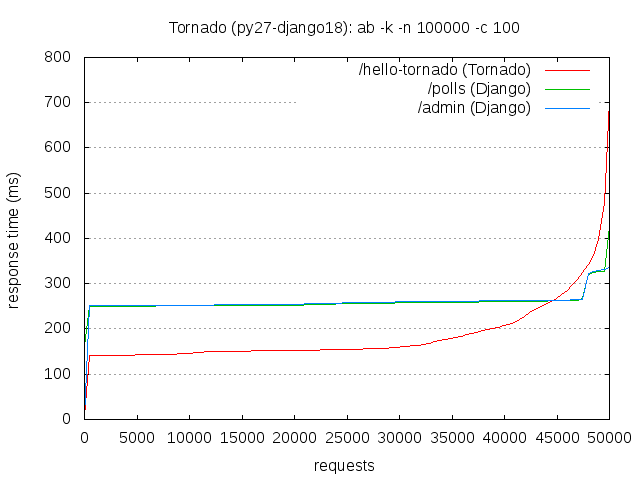 Tornado (py27-django18): ab -k -n 100000 -c 100
800
700
600
500
400
300
200
100
0
response time (ms)
/hello-tornado (Tornado)
/polls (Django)
/admin (Django)
0 5000 10000 15000 20000 25000 30000 35000 40000 45000 50000
requests